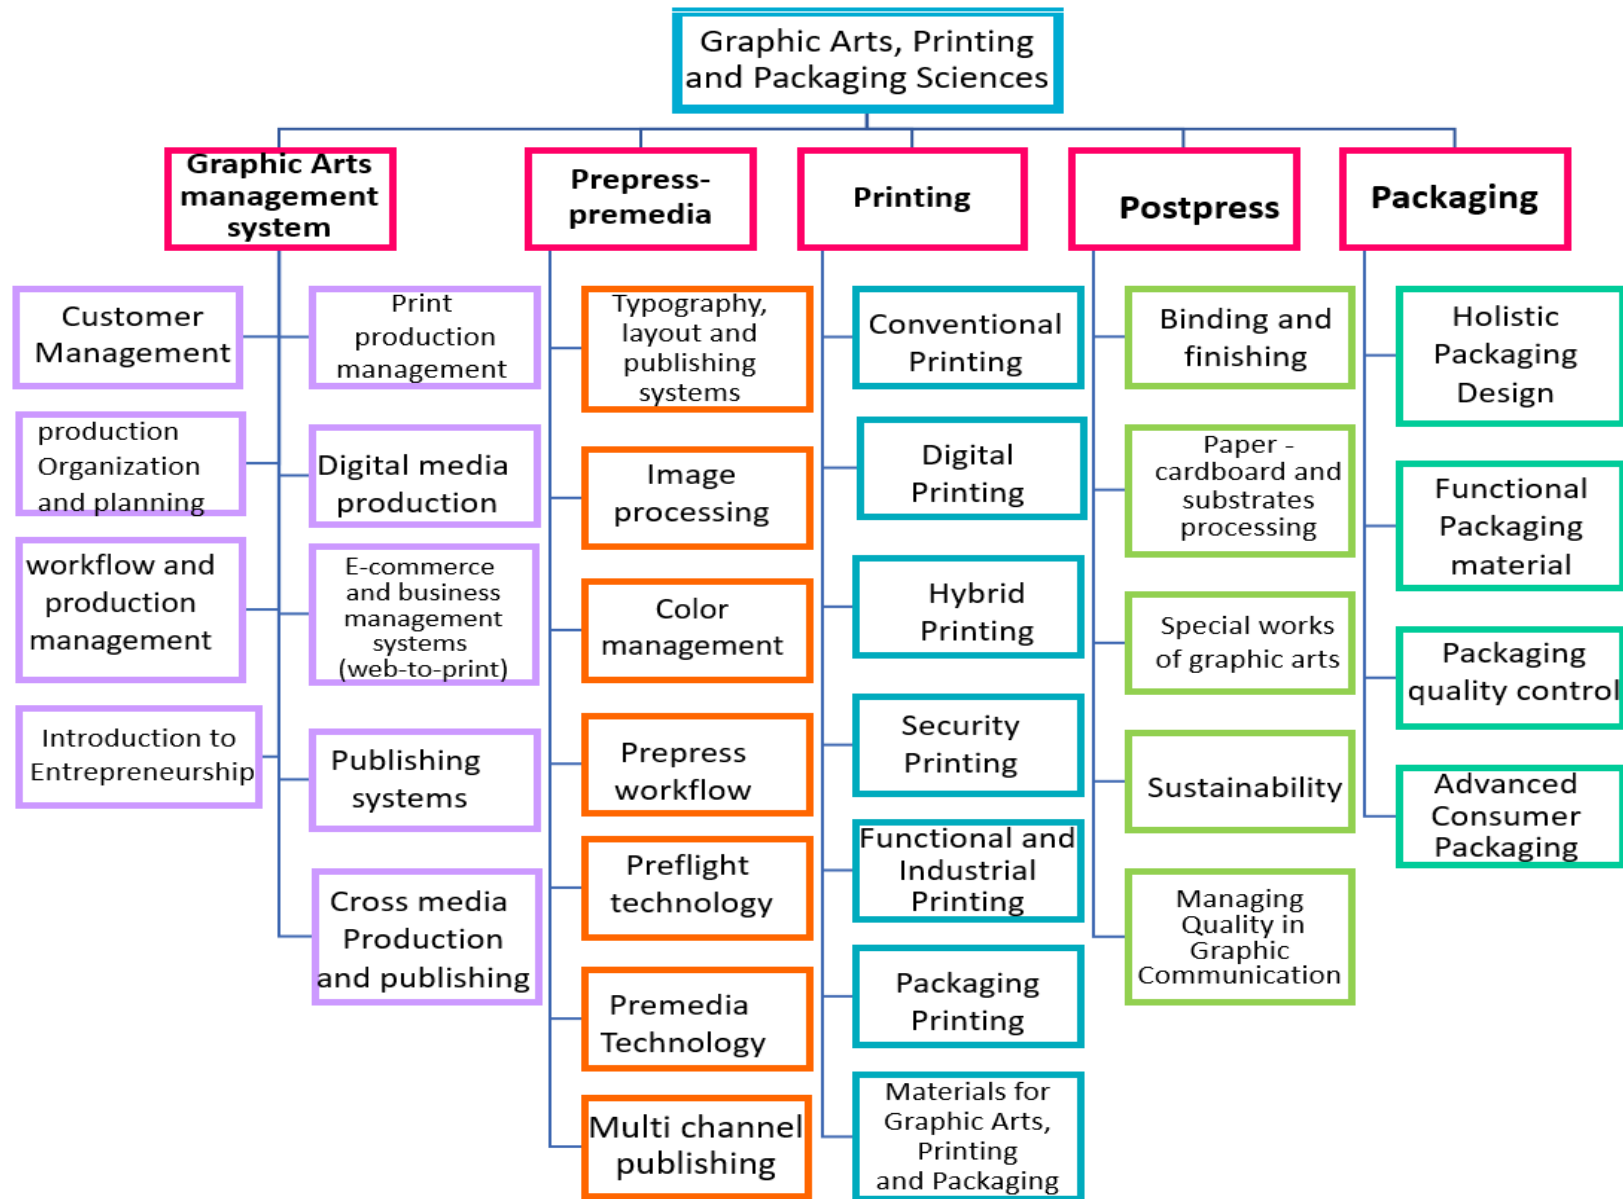 Graphic Arts, Printing
and Packaging Sciences
Graphic Arts
management
system
Customer
Management
production
Organization
and planning
workflow and
production
management
Introduction to
Entrepreneurship
Print
production
management
Digital media
production
E-commerce
and business
management
systems
(web-to-print)
Publishing
systems
Cross media
Production
and publishing
Prepress-
premedia
Typography,
layout and
publishing
systems
Image
processing
Color
management
Prepress
workflow
Preflight
technology
Premedia
Technology
Multi channel
publishing
Printing
Conventional
Printing
Digital
Printing
Hybrid
Printing
Security
Printing
Functional and
Industrial
Printing
Packaging
Printing
Materials for
Graphic Arts,
Printing
and Packaging
Postpress
Binding and
finishing
Paper -
cardboard and
substrates
processing
Special works
of graphic arts
Sustainability
Managing
Quality in
Graphic
Communication
Packaging
Holistic
Packaging
Design
Functional
Packaging
material
Packaging
quality control
Advanced
Consumer
Packaging